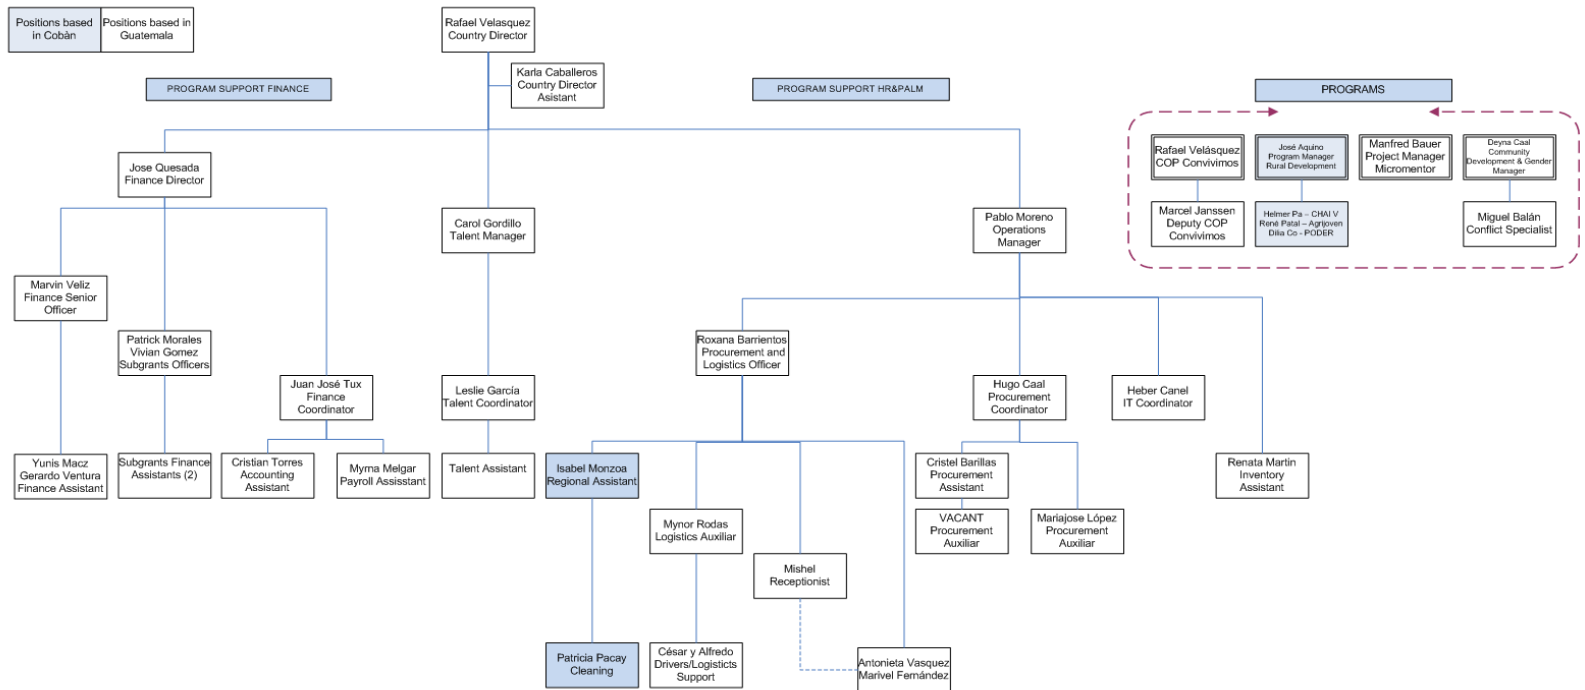 Positions based
in Cobàn
Positions based in
Guatemala
Rafael Velasquez
Country Director
Karla Caballeros
Country Director
Asistant
PROGRAM SUPPORT FINANCE
PROGRAM SUPPORT HR&PALM
PROGRAMS
Rafael Velásquez
COP Convivimos
José Aquino
Program Manager
Rural Development
Manfred Bauer
Project Manager
Micromentor
Deyna Caal
Community
Development & Gender
Manager
Marcel Janssen
Deputy COP
Convivimos
Helmer Pa – CHAI V
René Patal – Agrijoven
Dilia Co - PODER
Miguel Balán
Conflict Specialist
Jose Quesada
Finance Director
Carol Gordillo
Talent Manager
Pablo Moreno
Operations
Manager
Marvin Veliz
Finance Senior
Officer
Patrick Morales
Vivian Gomez
Subgrants Officers
Juan José Tux
Finance
Coordinator
Leslie García
Talent Coordinator
Roxana Barrientos
Procurement and
Logistics Officer
Hugo Caal
Procurement
Coordinator
Heber Canel
IT Coordinator
Yunis Macz
Gerardo Ventura
Finance Assistant
Subgrants Finance
Assistants (2)
Cristian Torres
Accounting
Assistant
Myrna Melgar
Payroll Assisstant
Talent Assistant
Isabel Monzoa
Regional Assistant
Cristel Barillas
Procurement
Assistant
Renata Martin
Inventory
Assistant
Mynor Rodas
Logistics Auxiliar
VACANT
Procurement
Auxiliar
Mariajose López
Procurement
Auxiliar
Mishel
Receptionist
Patricia Pacay
Cleaning
César y Alfredo
Drivers/Logisticts
Support
Antonieta Vasquez
Marivel Fernández